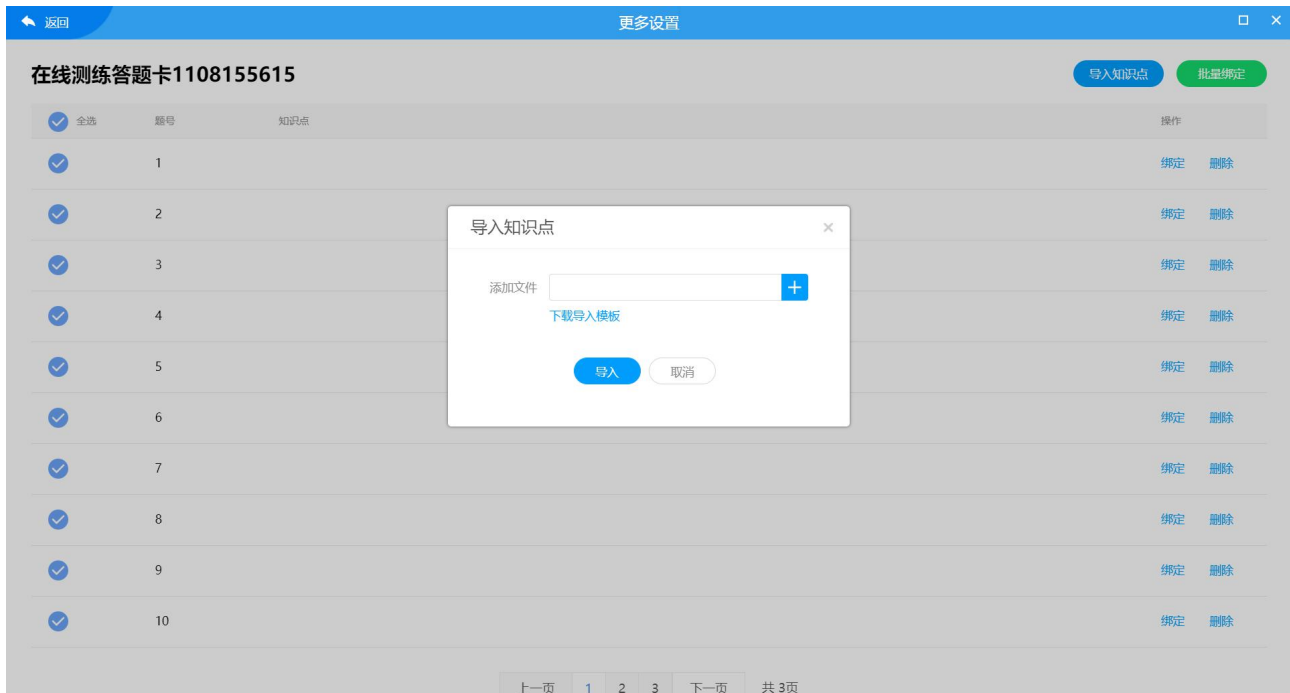 返回
更多设置
在线测练答题卡1108155615
导入知识点
批量绑定
全选 题号 知识点 操作
1 绑定 删除
2 绑定 删除
导入知识点
3 绑定 删除
添加文件
4 绑定 删除
下载导入模板
5 绑定 删除
导入 取消
6 绑定 删除
7 绑定 删除
8 绑定 删除
9 绑定 删除
10 绑定 删除
上一页 1 2 3 下一页 共 3页